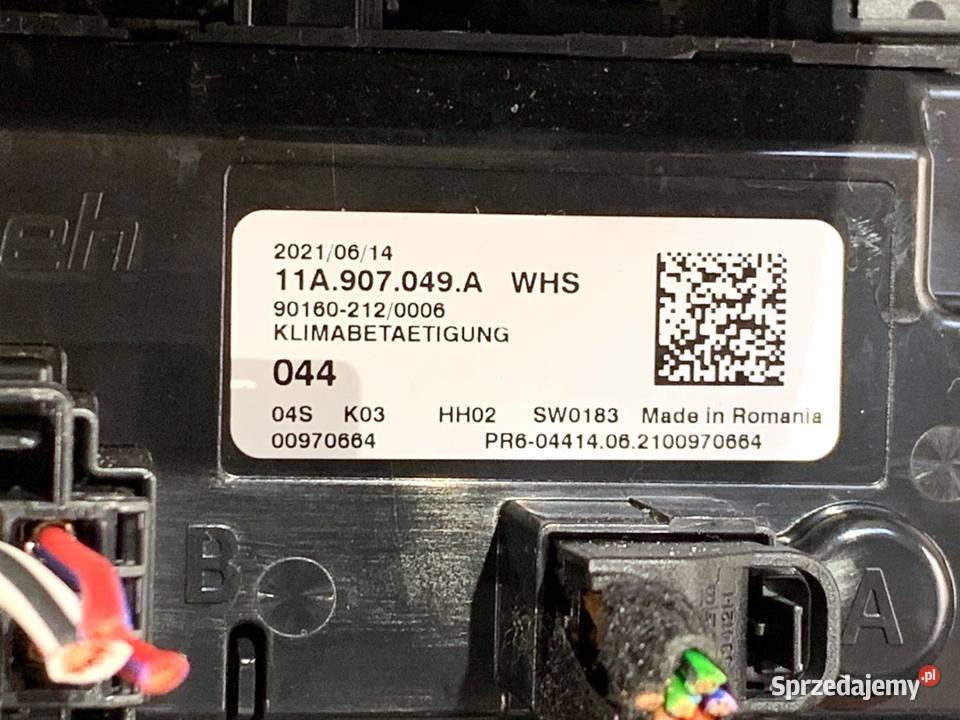 eh
2021/06/14
11A.907.049.A WHS
90160-212/0006
KLIMABETAETIGUNG
044
04S K03 HH02 SW0183 Made in Romania
00970664 PR6-04414.06.2100970664
B
A
Sprzedajemy.pl